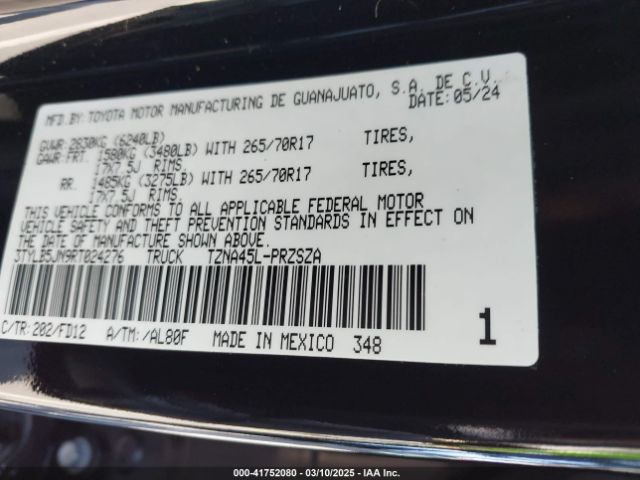 MFD.BY:TOYOTA MOTOR MANUFACTURING DE GUANAJUATO, S.A. DE C.V.
DATE:05/24
GVWR:2830KG (6240LB)
GAWR:FRT. 1580KG (3480LB) WITH 265/70R17 TIRES,
17X7.5J RIMS.
RR. 1485KG (3275LB) WITH 265/70R17 TIRES,
17X7.5J RIMS.
THIS VEHICLE CONFORMS TO ALL APPLICABLE FEDERAL MOTOR
VEHICLE SAFETY AND THEFT PREVENTION STANDARDS IN EFFECT ON
THE DATE OF MANUFACTURE SHOWN ABOVE.
3TYLB5JN9RT024276 TRUCK TZNA45L-PRZSZA
C/TR:202/FD12 A/TM:/AL80F MADE IN MEXICO 348 1
000-41752080 - 03/10/2025 - IAA Inc.